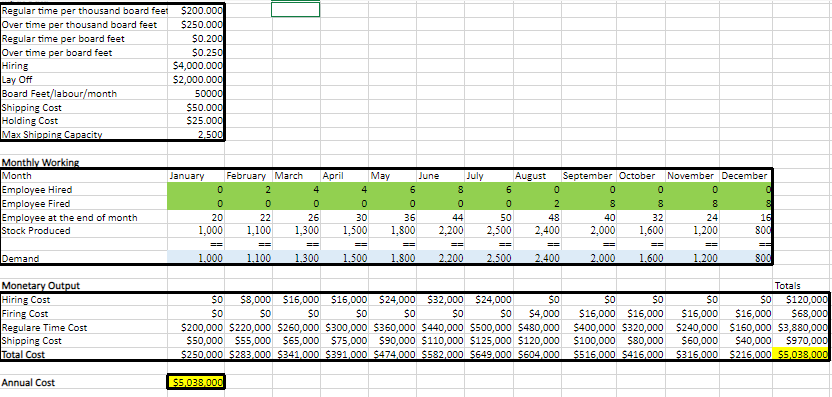 Regular time per thousand board feet $200.000
Over time per thousand board feet $250.000
Regular time per board feet $0.200
Over time per board feet $0.250
Hiring $4,000.000
Lay Off $2,000.000
Board Feet/labour/month 50000
Shipping Cost $50.000
Holding Cost $25.000
Max Shipping Capacity 2,500
Monthly Working
Month January February March April May June July August September October November December
Employee Hired 0 2 4 4 6 8 6 0 0 0 0 0
Employee Fired 0 0 0 0 0 0 0 2 8 8 8 8
Employee at the end of month 20 22 26 30 36 44 50 48 40 32 24 16
Stock Produced 1,000 1,100 1,300 1,500 1,800 2,200 2,500 2,400 2,000 1,600 1,200 800
== == == == == == == == == == == ==
Demand 1,000 1,100 1,300 1,500 1,800 2,200 2,500 2,400 2,000 1,600 1,200 800
Monetary Output Totals
Hiring Cost $0 $8,000 $16,000 $16,000 $24,000 $32,000 $24,000 $0 $0 $0 $0 $0 $120,000
Firing Cost $0 $0 $0 $0 $0 $0 $0 $4,000 $16,000 $16,000 $16,000 $16,000 $68,000
Regulare Time Cost $200,000 $220,000 $260,000 $300,000 $360,000 $440,000 $500,000 $480,000 $400,000 $320,000 $240,000 $160,000 $3,880,000
Shipping Cost $50,000 $55,000 $65,000 $75,000 $90,000 $110,000 $125,000 $120,000 $100,000 $80,000 $60,000 $40,000 $970,000
Total Cost $250,000 $283,000 $341,000 $391,000 $474,000 $582,000 $649,000 $604,000 $516,000 $416,000 $316,000 $216,000 $5,038,000
Annual Cost $5,038,000